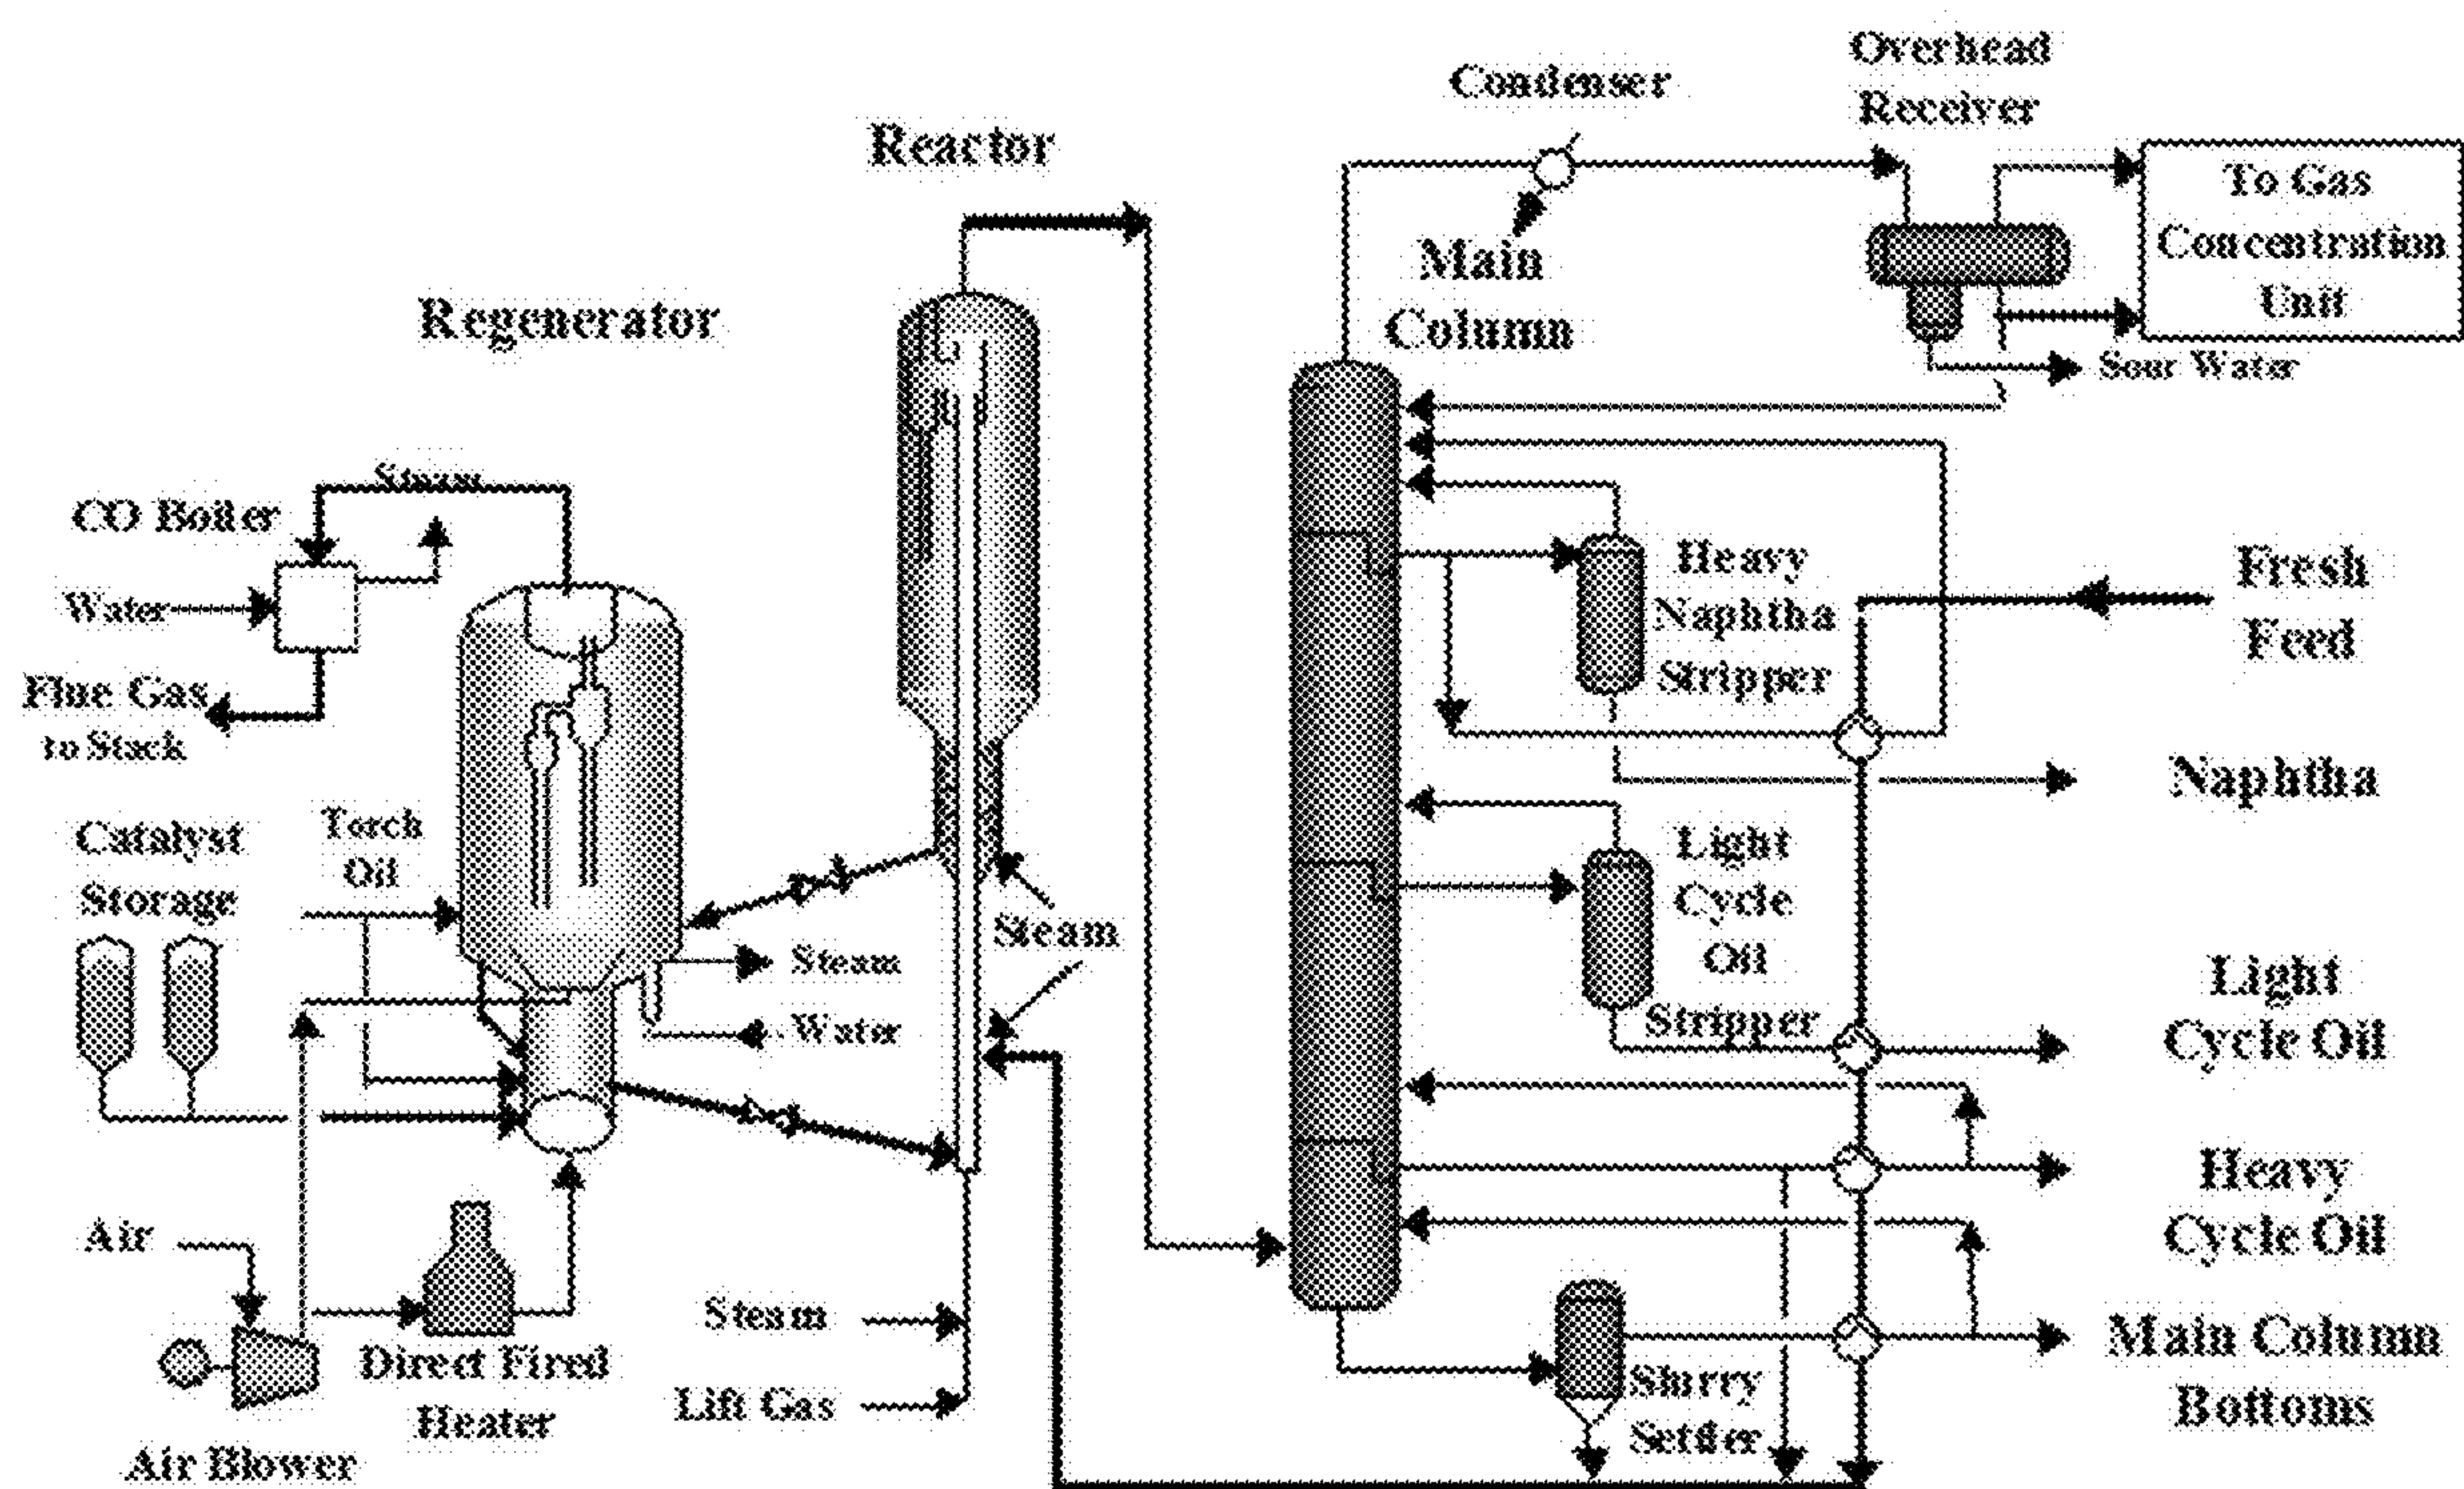 Overhead
Receiver
Condenser
Reactor
To Gas
Concentration
Unit
Main
Column
Regenerator
Sour Water
Steam
CO Boiler
Water
Flue Gas
to Stack
Heavy
Naphtha
Stripper
Fresh
Feed
Naphtha
Torch
Oil
Catalyst
Storage
Light
Cycle
Oil
Stripper
Steam
Steam
Water
Light
Cycle Oil
Heavy
Cycle Oil
Air
Steam
Lift Gas
Direct Fired
Heater
Air Blower
Slurry
Settler
Main Column
Bottoms